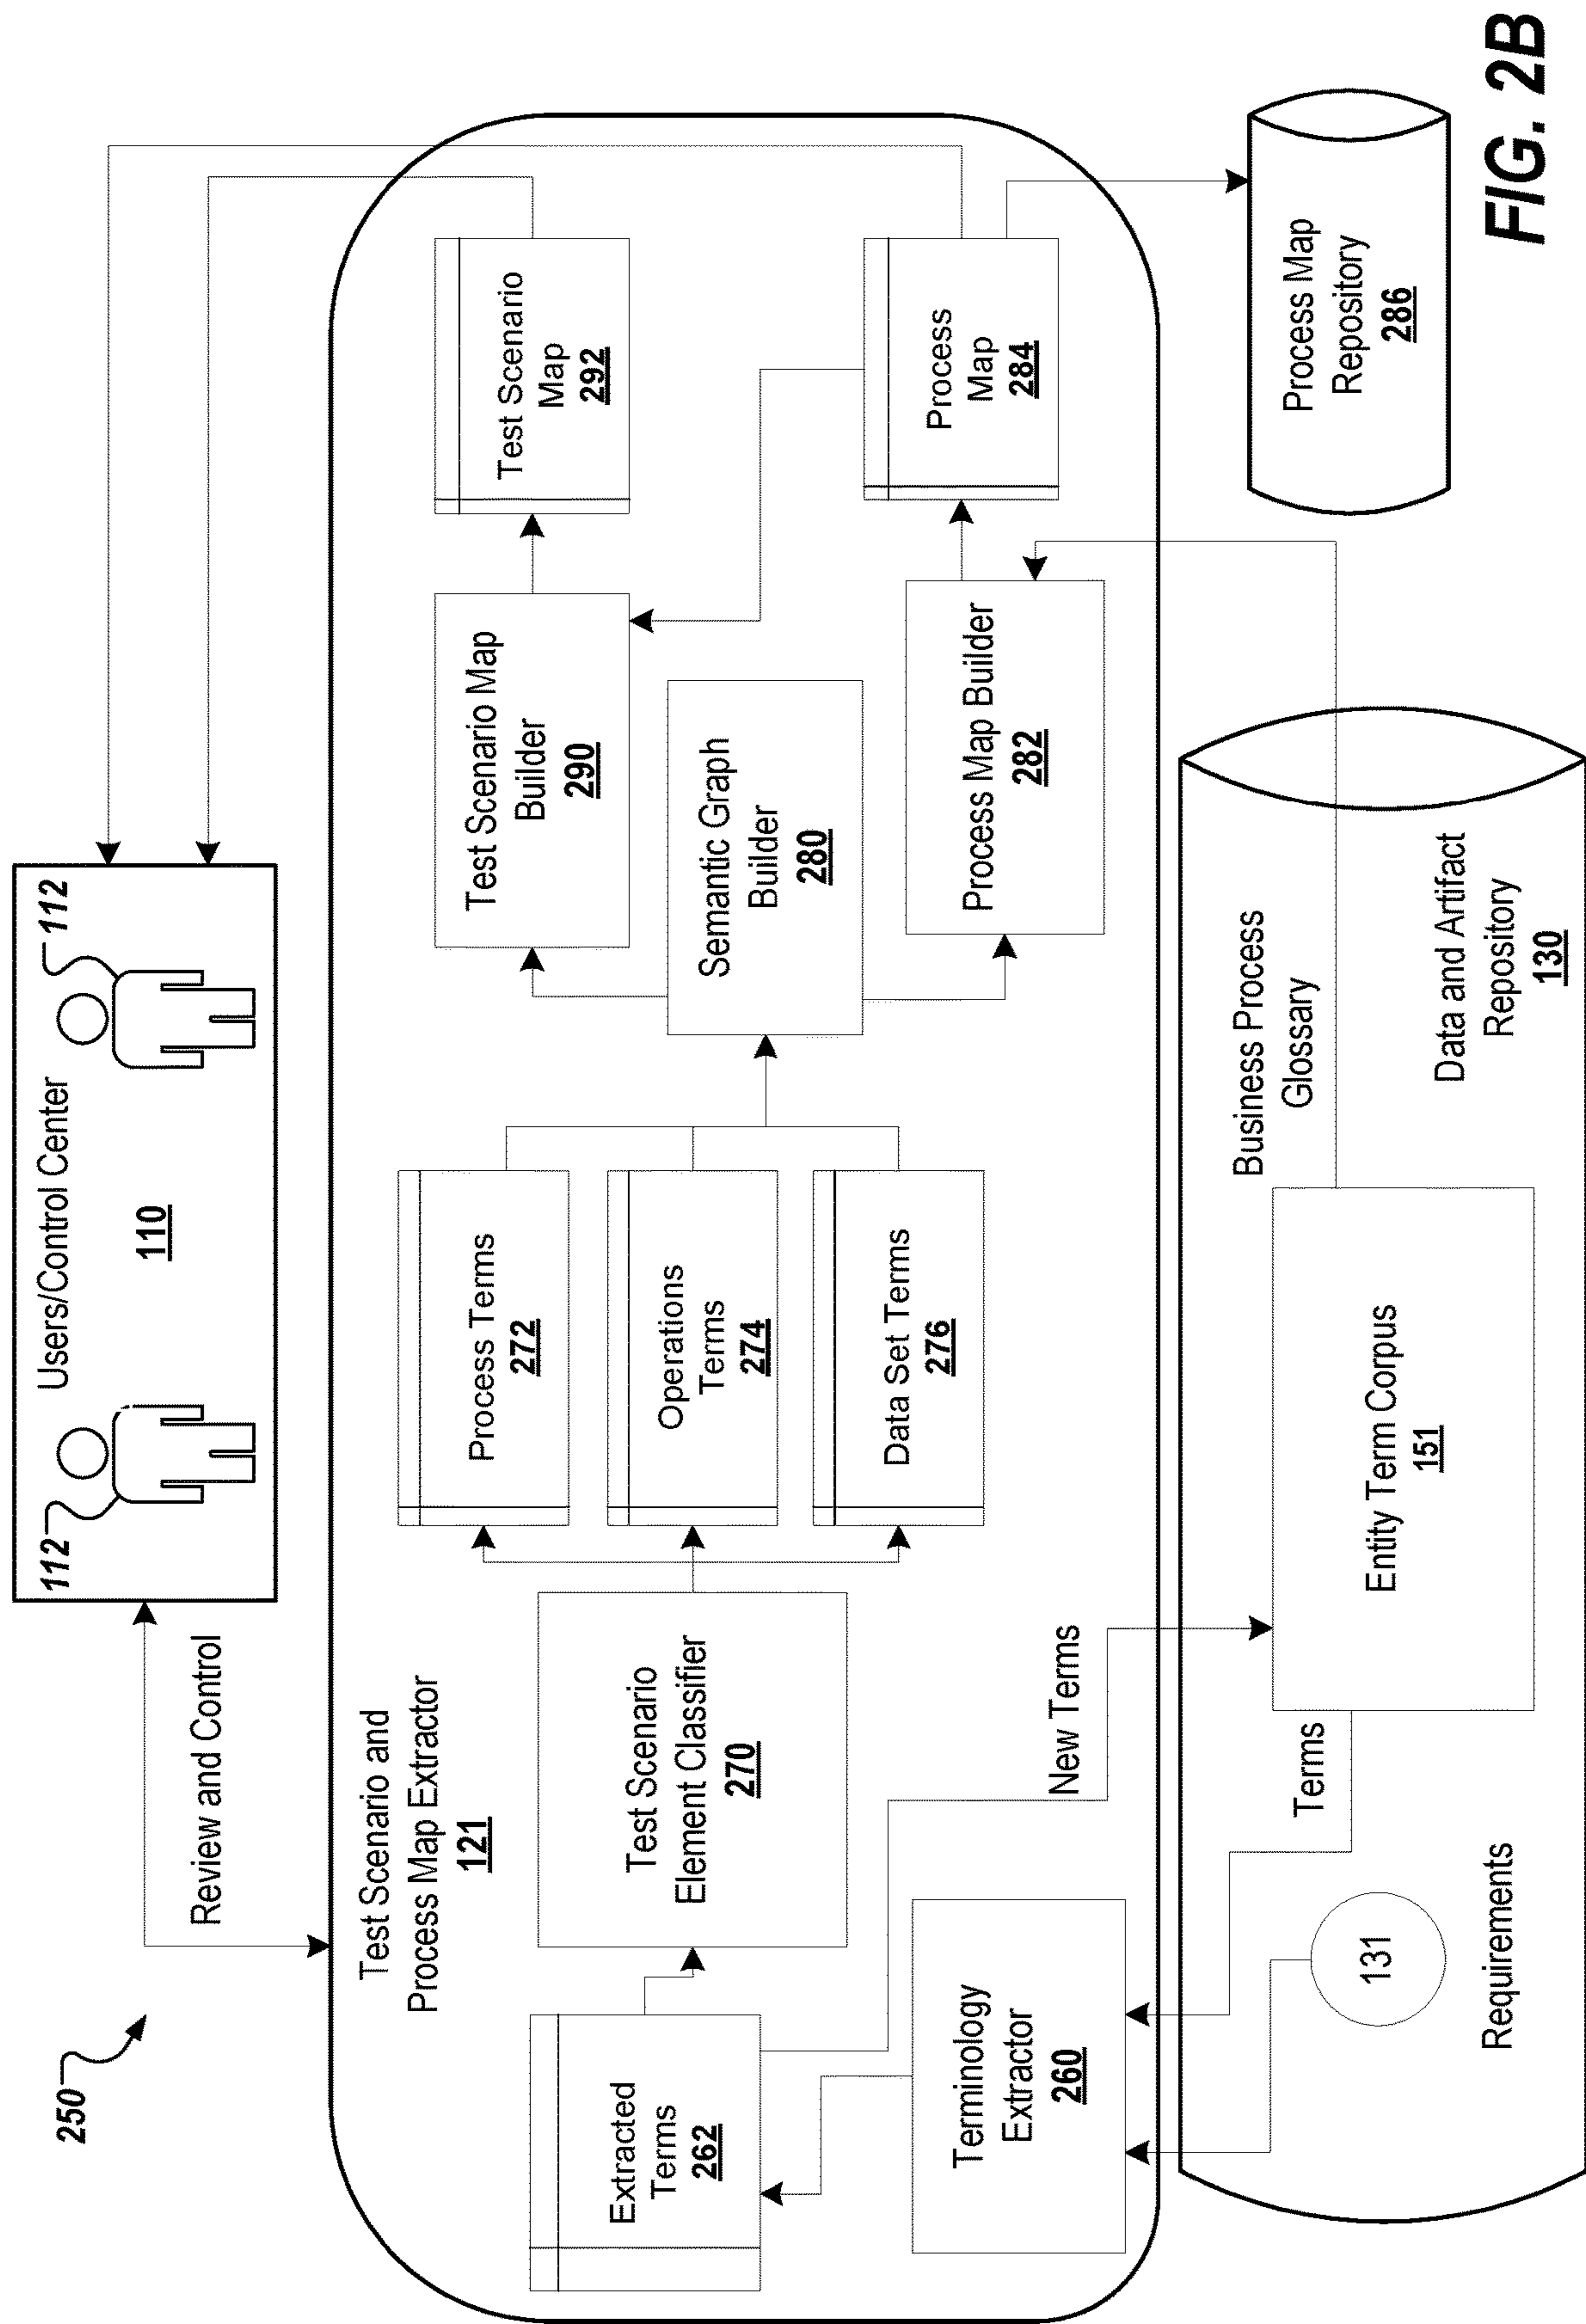 250
112
Users/Control Center
110
112
Review and Control
Test Scenario and
Process Map Extractor
121
Extracted
Terms
262
Test Scenario
Element Classifier
270
Process Terms
272
Operations
Terms
274
Data Set Terms
276
Test Scenario Map
Builder
290
Test Scenario
Map
292
Semantic Graph
Builder
280
Process Map Builder
282
Process
Map
284
Terminology
Extractor
260
New Terms
Terms
131
Requirements
Entity Term Corpus
151
Business Process
Glossary
Data and Artifact
Repository
130
Process Map
Repository
286
FIG. 2B